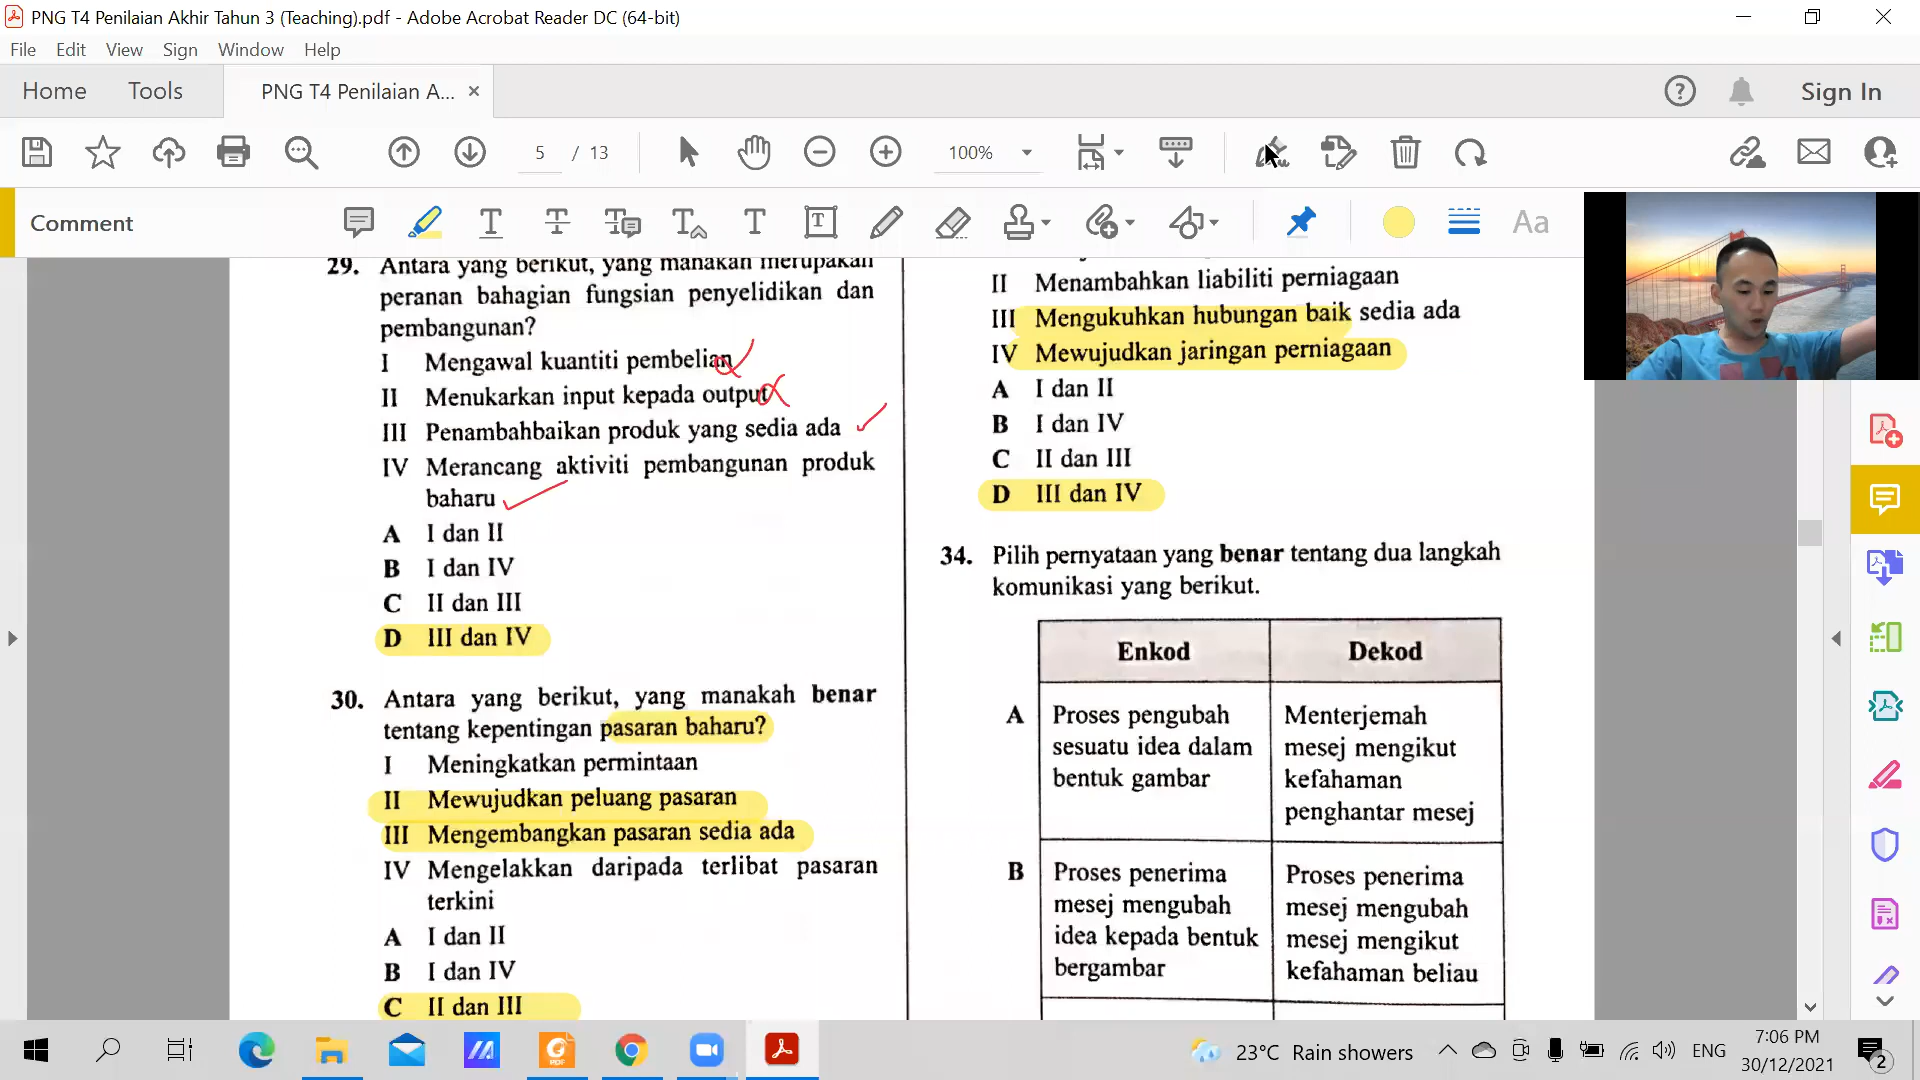 PNG T4 Penilaian Akhir Tahun 3 (Teaching).pdf - Adobe Acrobat Reader DC (64-bit)
File Edit View Sign Window Help
Home Tools PNG T4 Penilaian A... × Sign In
5 / 13 100%
Comment Aa
29. Antara yang berikut, yang manakah merupakan
peranan bahagian fungsian penyelidikan dan
pembangunan?
I Mengawal kuantiti pembelian
II Menukarkan input kepada output
III Penambahbaikan produk yang sedia ada
IV Merancang aktiviti pembangunan produk
baharu
A I dan II
B I dan IV
C II dan III
D III dan IV
30. Antara yang berikut, yang manakah benar
tentang kepentingan pasaran baharu?
I Meningkatkan permintaan
II Mewujudkan peluang pasaran
III Mengembangkan pasaran sedia ada
IV Mengelakkan daripada terlibat pasaran
terkini
A I dan II
B I dan IV
C II dan III
II Menambahkan liabiliti perniagaan
III Mengukuhkan hubungan baik sedia ada
IV Mewujudkan jaringan perniagaan
A I dan II
B I dan IV
C II dan III
D III dan IV
34. Pilih pernyataan yang benar tentang dua langkah
komunikasi yang berikut.
Enkod Dekod
A Proses pengubah
sesuatu idea dalam
bentuk gambar
Menterjemah
mesej mengikut
kefahaman
penghantar mesej
B Proses penerima
mesej mengubah
idea kepada bentuk
bergambar
Proses penerima
mesej mengubah
mesej mengikut
kefahaman beliau
23°C Rain showers ENG 7:06 PM
30/12/2021 2